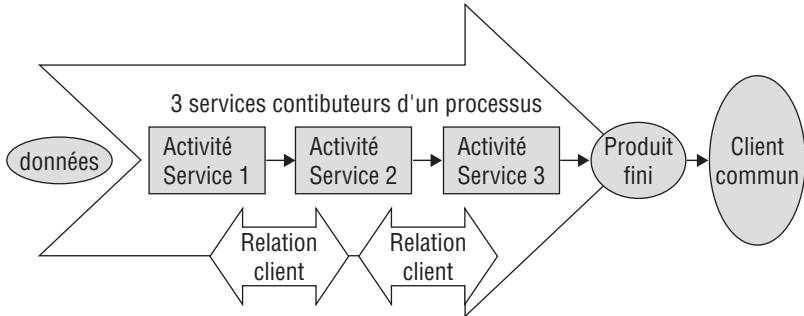 3 services contibuteurs d'un processus
données
Activité
Service 1
Activité
Service 2
Activité
Service 3
Produit
fini
Client
commun
Relation
client
Relation
client